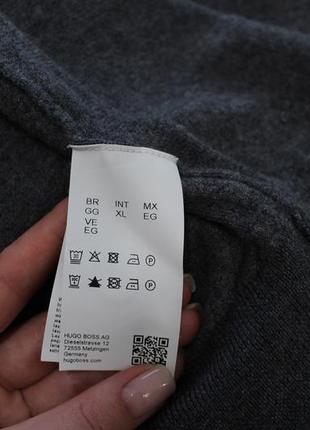 BR INT MX
GG XL EG
VE
EG
HUGO BOSS AG
Dieselstrasse 12
72555 Metzingen
Germany
hugoboss.com